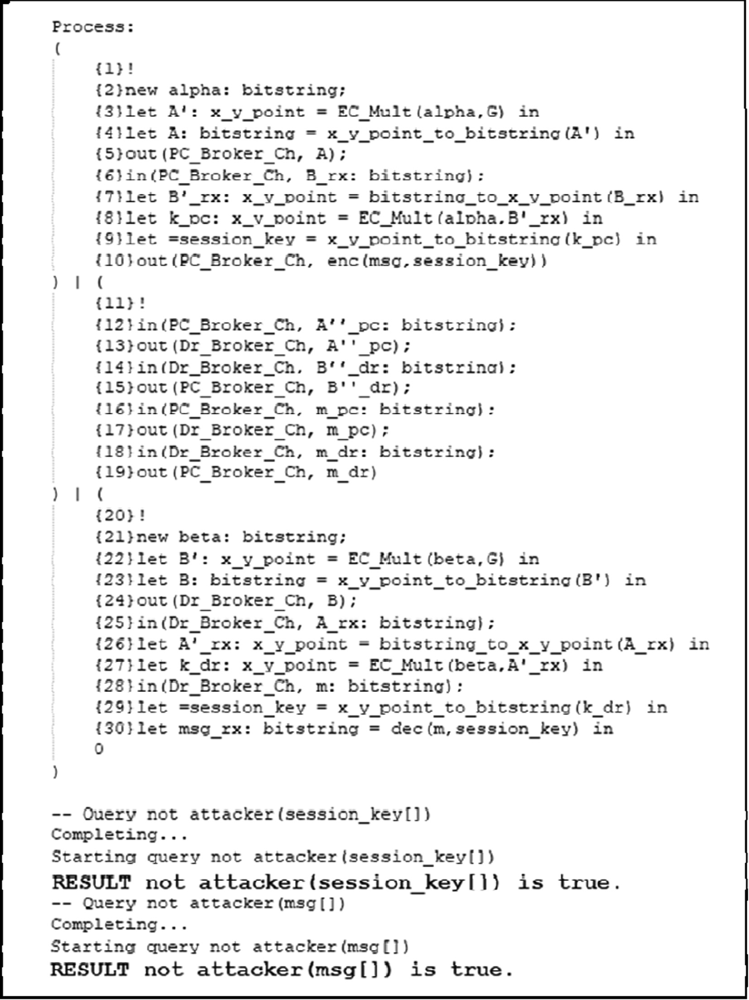 Process:
(
{1}!
{2}new alpha: bitstring;
{3}let A': x_y_point = EC_Mult(alpha,G) in
{4}let A: bitstring = x_y_point_to_bitstring(A') in
{5}out(PC_Broker_Ch, A);
{6}in(PC_Broker_Ch, B_rx: bitstring);
{7}let B'_rx: x_y_point = bitstring_to_x_y_point(B_rx) in
{8}let k_pc: x_y_point = EC_Mult(alpha,B'_rx) in
{9}let =session_key = x_y_point_to_bitstring(k_pc) in
{10}out(PC_Broker_Ch, enc(msg,session_key))
) | (
{11}!
{12}in(PC_Broker_Ch, A''_pc: bitstring);
{13}out(Dr_Broker_Ch, A''_pc);
{14}in(Dr_Broker_Ch, B''_dr: bitstring);
{15}out(PC_Broker_Ch, B''_dr);
{16}in(PC_Broker_Ch, m_pc: bitstring);
{17}out(Dr_Broker_Ch, m_pc);
{18}in(Dr_Broker_Ch, m_dr: bitstring);
{19}out(PC_Broker_Ch, m_dr)
) | (
{20}!
{21}new beta: bitstring;
{22}let B': x_y_point = EC_Mult(beta,G) in
{23}let B: bitstring = x_y_point_to_bitstring(B') in
{24}out(Dr_Broker_Ch, B);
{25}in(Dr_Broker_Ch, A_rx: bitstring);
{26}let A'_rx: x_y_point = bitstring_to_x_y_point(A_rx) in
{27}let k_dr: x_y_point = EC_Mult(beta,A'_rx) in
{28}in(Dr_Broker_Ch, m: bitstring);
{29}let =session_key = x_y_point_to_bitstring(k_dr) in
{30}let msg_rx: bitstring = dec(m,session_key) in
0
)
-- Query not attacker(session_key[])
Completing...
Starting query not attacker(session_key[])
RESULT not attacker(session_key[]) is true.
-- Query not attacker(msg[])
Completing...
Starting query not attacker(msg[])
RESULT not attacker(msg[]) is true.